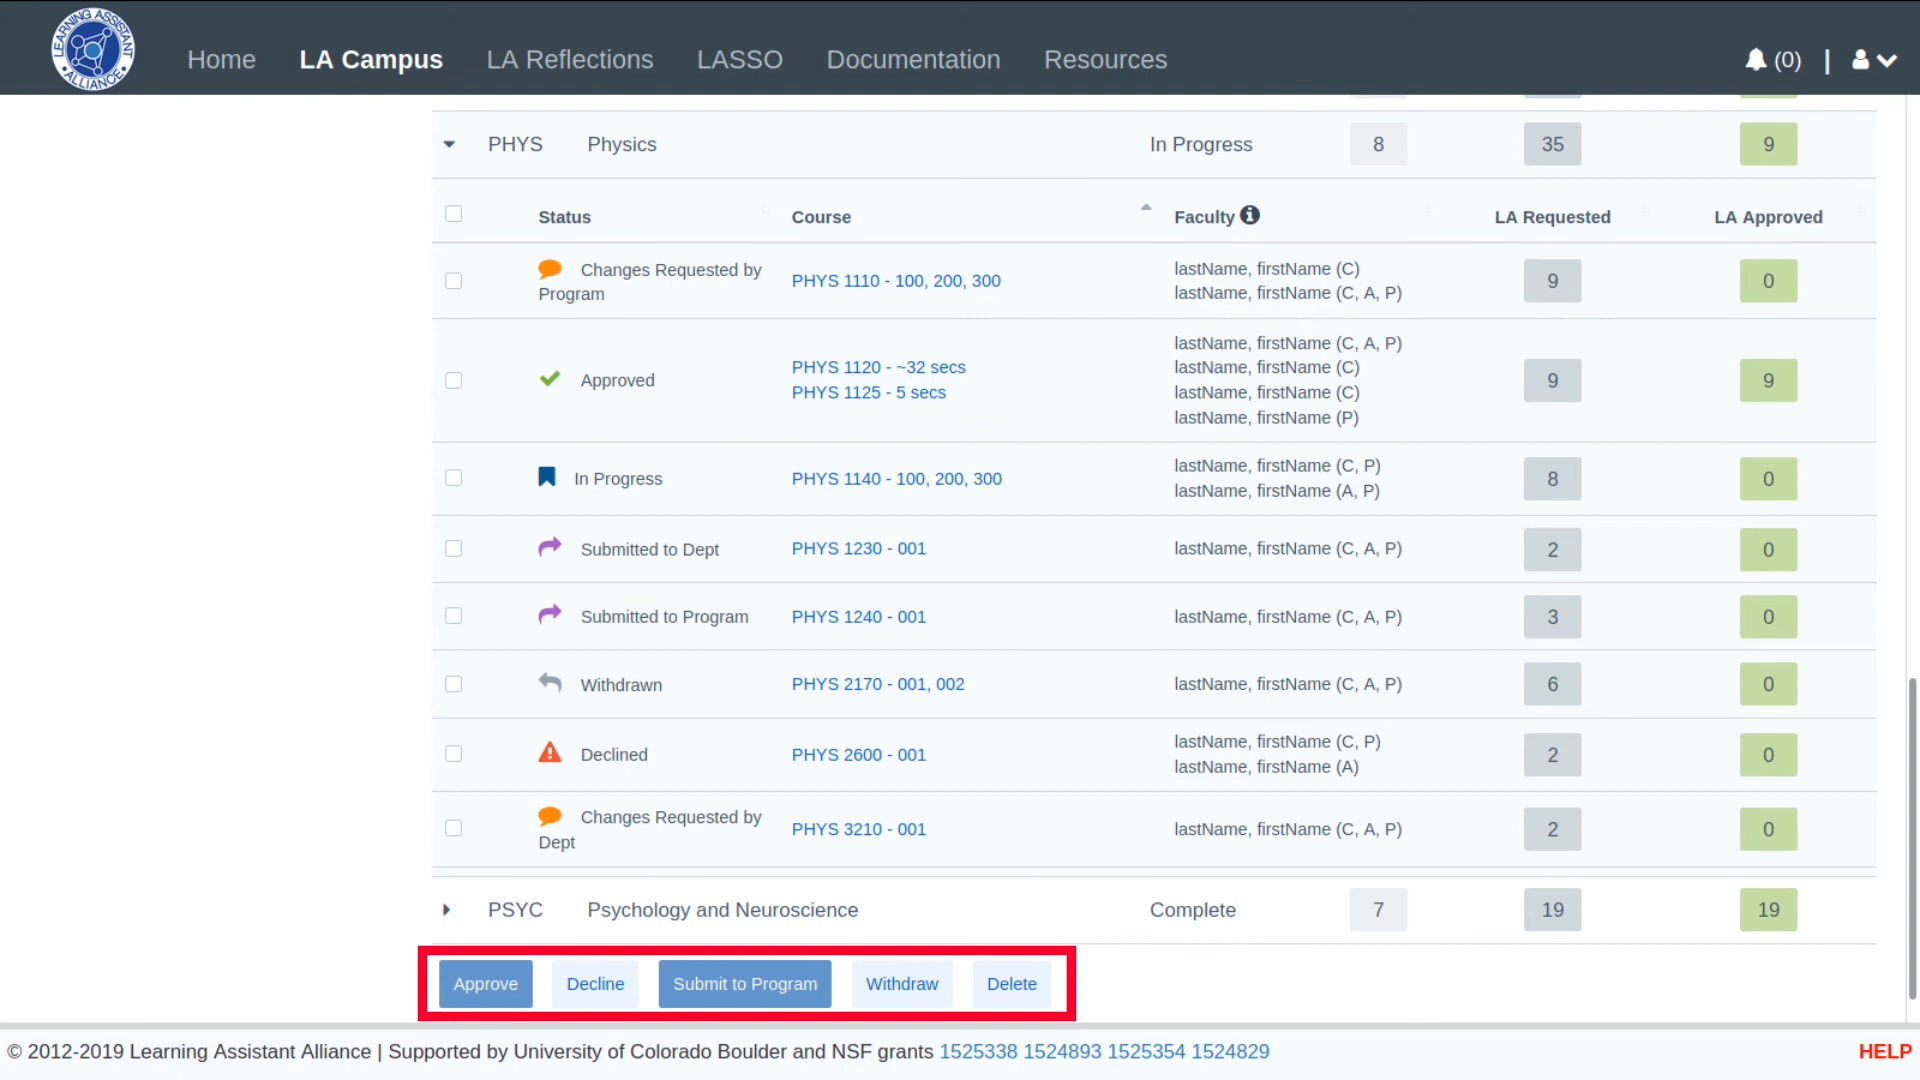 LEARNING ASSISTANT
ALLIANCE
Home LA Campus LA Reflections LASSO Documentation Resources (0) |
PHYS Physics In Progress 8 35 9
Status Course Faculty LA Requested LA Approved
Changes Requested by
Program
PHYS 1110 - 100, 200, 300
lastName, firstName (C)
lastName, firstName (C, A, P)
9 0
Approved
PHYS 1120 - ~32 secs
PHYS 1125 - 5 secs
lastName, firstName (C, A, P)
lastName, firstName (C)
lastName, firstName (C)
lastName, firstName (P)
9 9
In Progress
PHYS 1140 - 100, 200, 300
lastName, firstName (C, P)
lastName, firstName (A, P)
8 0
Submitted to Dept PHYS 1230 - 001 lastName, firstName (C, A, P) 2 0
Submitted to Program PHYS 1240 - 001 lastName, firstName (C, A, P) 3 0
Withdrawn PHYS 2170 - 001, 002 lastName, firstName (C, A, P) 6 0
Declined PHYS 2600 - 001
lastName, firstName (C, P)
lastName, firstName (A)
2 0
Changes Requested by
Dept
PHYS 3210 - 001 lastName, firstName (C, A, P) 2 0
PSYC Psychology and Neuroscience Complete 7 19 19
Approve Decline Submit to Program Withdraw Delete
© 2012-2019 Learning Assistant Alliance | Supported by University of Colorado Boulder and NSF grants 1525338 1524893 1525354 1524829 HELP